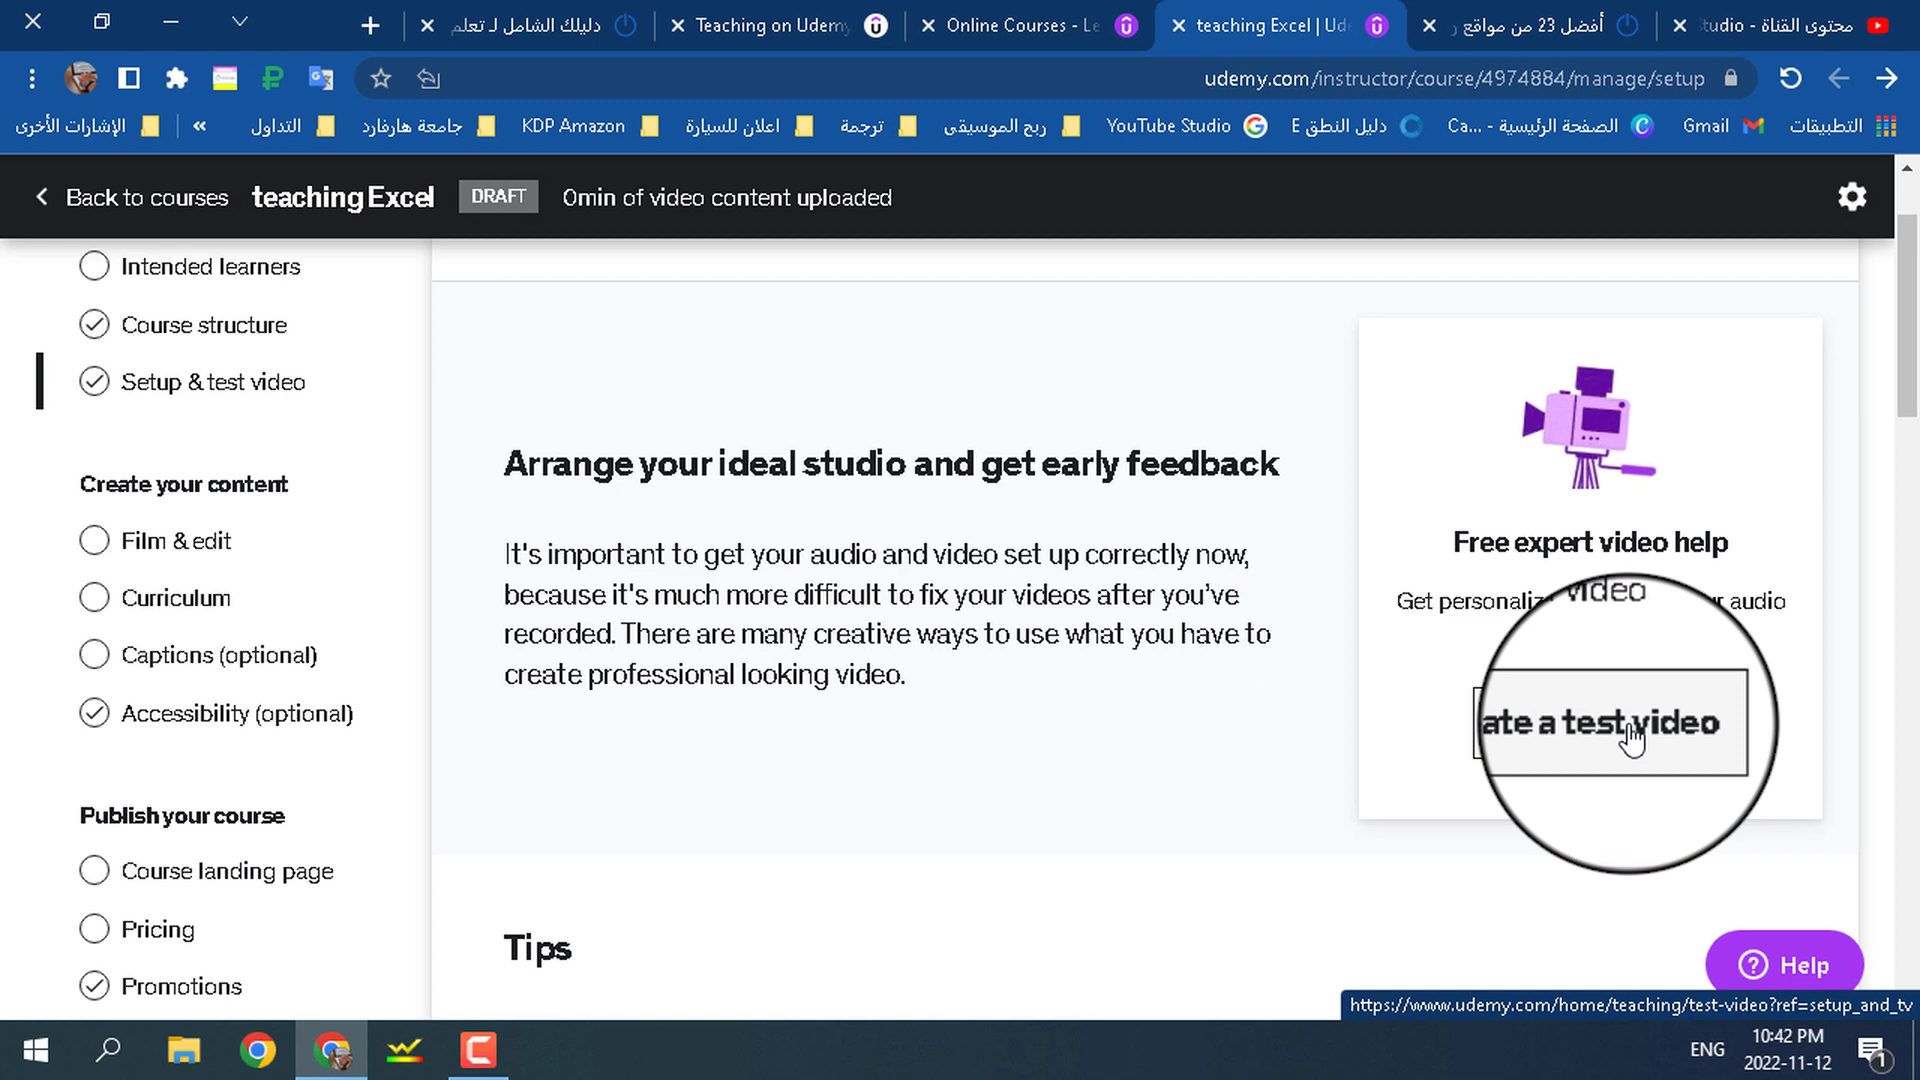 دليلك الشامل لـ تعلم
Teaching on Udemy
Online Courses - Le
teaching Excel | Ud
أفضل 23 من مواقع ر
محتوى القناة - Studio
udemy.com/instructor/course/4974884/manage/setup
الإشارات الأخرى
»
التداول
جامعة هارفارد
KDP Amazon
اعلان للسيارة
ترجمة
ربع الموسيقى
YouTube Studio
دليل النطق E
الصفحة الرئيسية - Ca...
Gmail
التطبيقات
Back to courses
teaching Excel
DRAFT
0min of video content uploaded
Intended learners
Course structure
Setup & test video
Create your content
Film & edit
Curriculum
Captions (optional)
Accessibility (optional)
Publish your course
Course landing page
Pricing
Promotions
Arrange your ideal studio and get early feedback
It's important to get your audio and video set up correctly now,
because it's much more difficult to fix your videos after you've
recorded. There are many creative ways to use what you have to
create professional looking video.
Free expert video help
Get personaliz
video
r audio
ate a test video
Tips
Help
https://www.udemy.com/home/teaching/test-video?ref=setup_and_tv
ENG
10:42 PM
2022-11-12
1